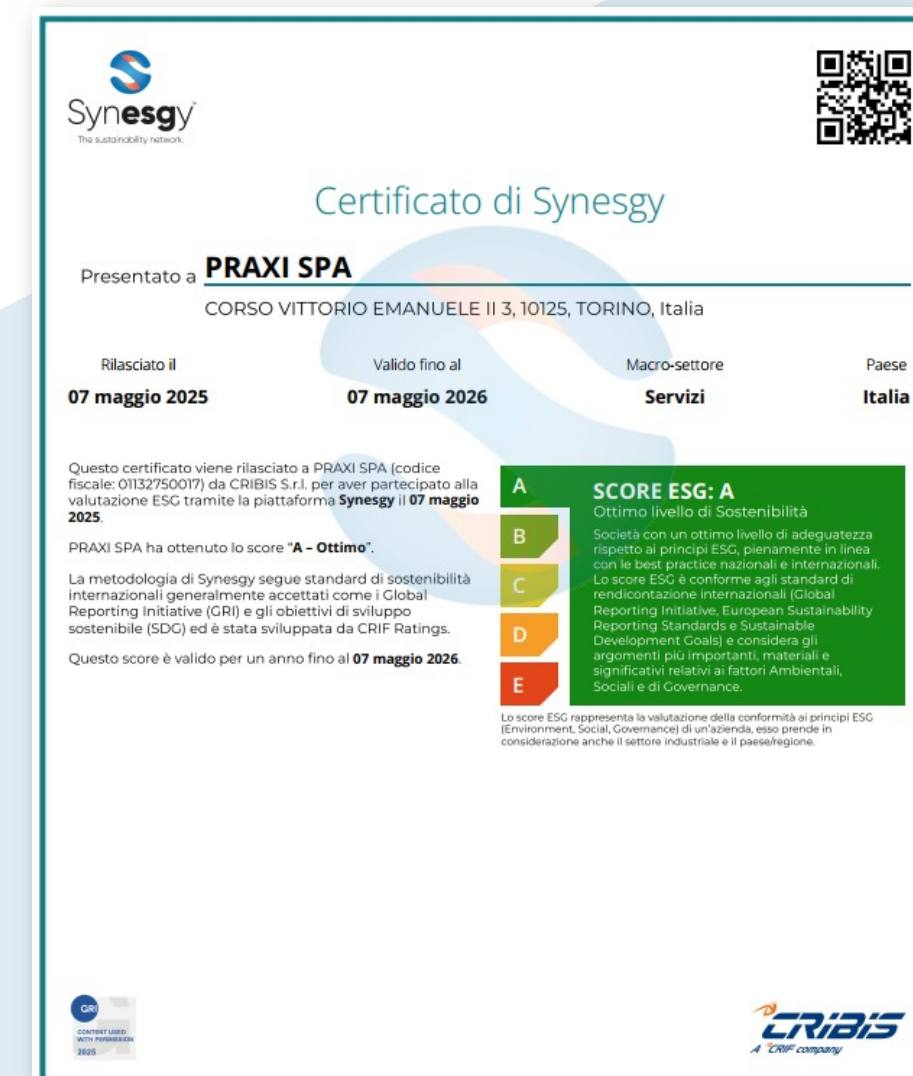 Synesgy
The sustainability network.
Certificato di Synesgy
Presentato a PRAXI SPA
CORSO VITTORIO EMANUELE II 3, 10125, TORINO, Italia
Rilasciato il Valido fino al Macro-settore Paese
07 maggio 2025 07 maggio 2026 Servizi Italia
Questo certificato viene rilasciato a PRAXI SPA (codice
fiscale: 01132750017) da CRIBIS S.r.l. per aver partecipato alla
valutazione ESG tramite la piattaforma Synesgy il 07 maggio
2025.
PRAXI SPA ha ottenuto lo score "A – Ottimo".
La metodologia di Synesgy segue standard di sostenibilità
internazionali generalmente accettati come i Global
Reporting Initiative (GRI) e gli obiettivi di sviluppo
sostenibile (SDG) ed è stata sviluppata da CRIF Ratings.
Questo score è valido per un anno fino al 07 maggio 2026.
A
B
C
D
E
SCORE ESG: A
Ottimo livello di Sostenibilità
Società con un ottimo livello di adeguatezza
rispetto ai principi ESG, pienamente in linea
con le best practice nazionali e internazionali.
Lo score ESG è conforme agli standard di
rendicontazione internazionali (Global
Reporting Initiative, European Sustainability
Reporting Standards e Sustainable
Development Goals) e considera gli
argomenti più importanti, materiali e
significativi relativi ai fattori Ambientali,
Sociali e di Governance.
Lo score ESG rappresenta la valutazione della conformità ai principi ESG
(Environment, Social, Governance) di un'azienda, esso prende in
considerazione anche il settore industriale e il paese/regione.
GRI
CONTENT USED
WITH PERMISSION
2025
CRIBIS
A CRIF company